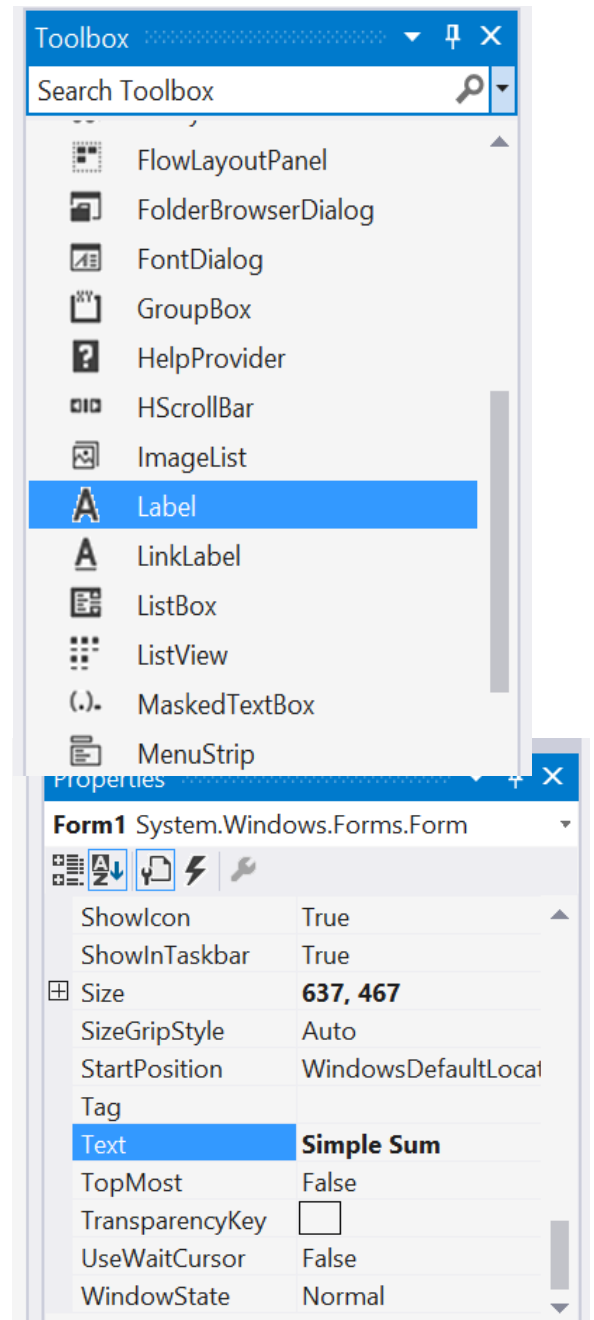 Toolbox
Search Toolbox
FlowLayoutPanel
FolderBrowserDialog
FontDialog
GroupBox
HelpProvider
HScrollBar
ImageList
Label
LinkLabel
ListBox
ListView
MaskedTextBox
MenuStrip
Properties
Form1 System.Windows.Forms.Form
ShowIcon True
ShowInTaskbar True
Size 637, 467
SizeGripStyle Auto
StartPosition WindowsDefaultLocat
Tag
Text Simple Sum
TopMost False
TransparencyKey
UseWaitCursor False
WindowState Normal